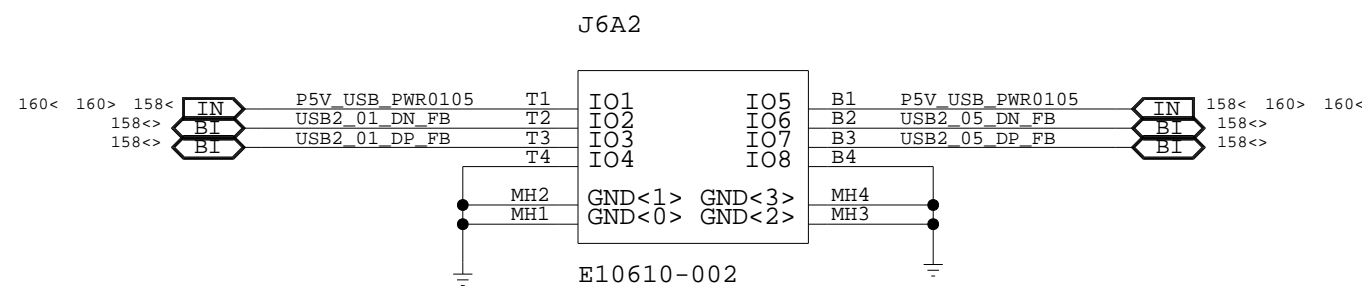 J6A2
160< 160> 158< IN P5V_USB_PWR0105 T1 IO1 IO5 B1 P5V_USB_PWR0105 IN 158< 160> 160<
158<> BI USB2_01_DN_FB T2 IO2 IO6 B2 USB2_05_DN_FB BI 158<>
158<> BI USB2_01_DP_FB T3 IO3 IO7 B3 USB2_05_DP_FB BI 158<>
T4 IO4 IO8 B4
MH2 GND<1> GND<3> MH4
MH1 GND<0> GND<2> MH3
E10610-002